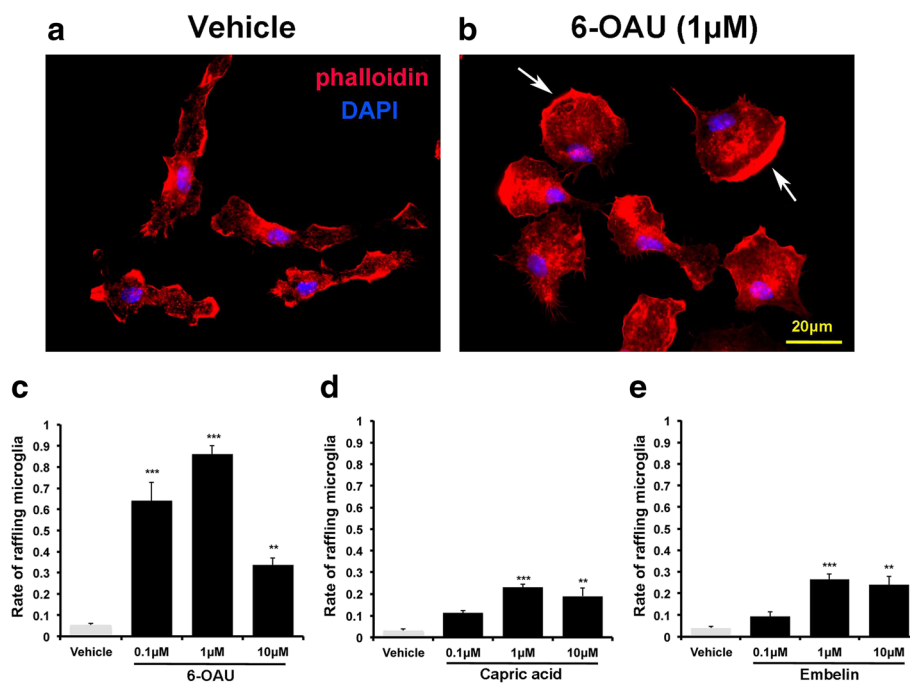 a Vehicle
b 6-OAU (1µM)
phalloidin
DAPI
20µm
c
Rate of raffling microglia
1
0.9
0.8
0.7
0.6
0.5
0.4
0.3
0.2
0.1
0
***
***
**
Vehicle 0.1µM 1µM 10µM
6-OAU
d
Rate of raffling microglia
1
0.9
0.8
0.7
0.6
0.5
0.4
0.3
0.2
0.1
0
***
**
Vehicle 0.1µM 1µM 10µM
Capric acid
e
Rate of raffling microglia
1
0.9
0.8
0.7
0.6
0.5
0.4
0.3
0.2
0.1
0
***
**
Vehicle 0.1µM 1µM 10µM
Embelin